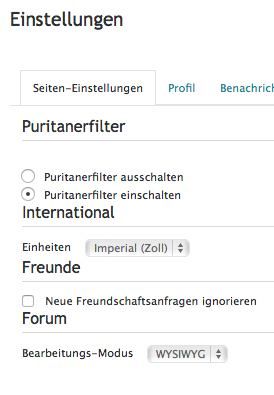 Einstellungen
Seiten-Einstellungen Profil Benachrich
Puritanerfilter
Puritanerfilter ausschalten
Puritanerfilter einschalten
International
Einheiten Imperial (Zoll)
Freunde
Neue Freundschaftsanfragen ignorieren
Forum
Bearbeitungs-Modus WYSIWYG